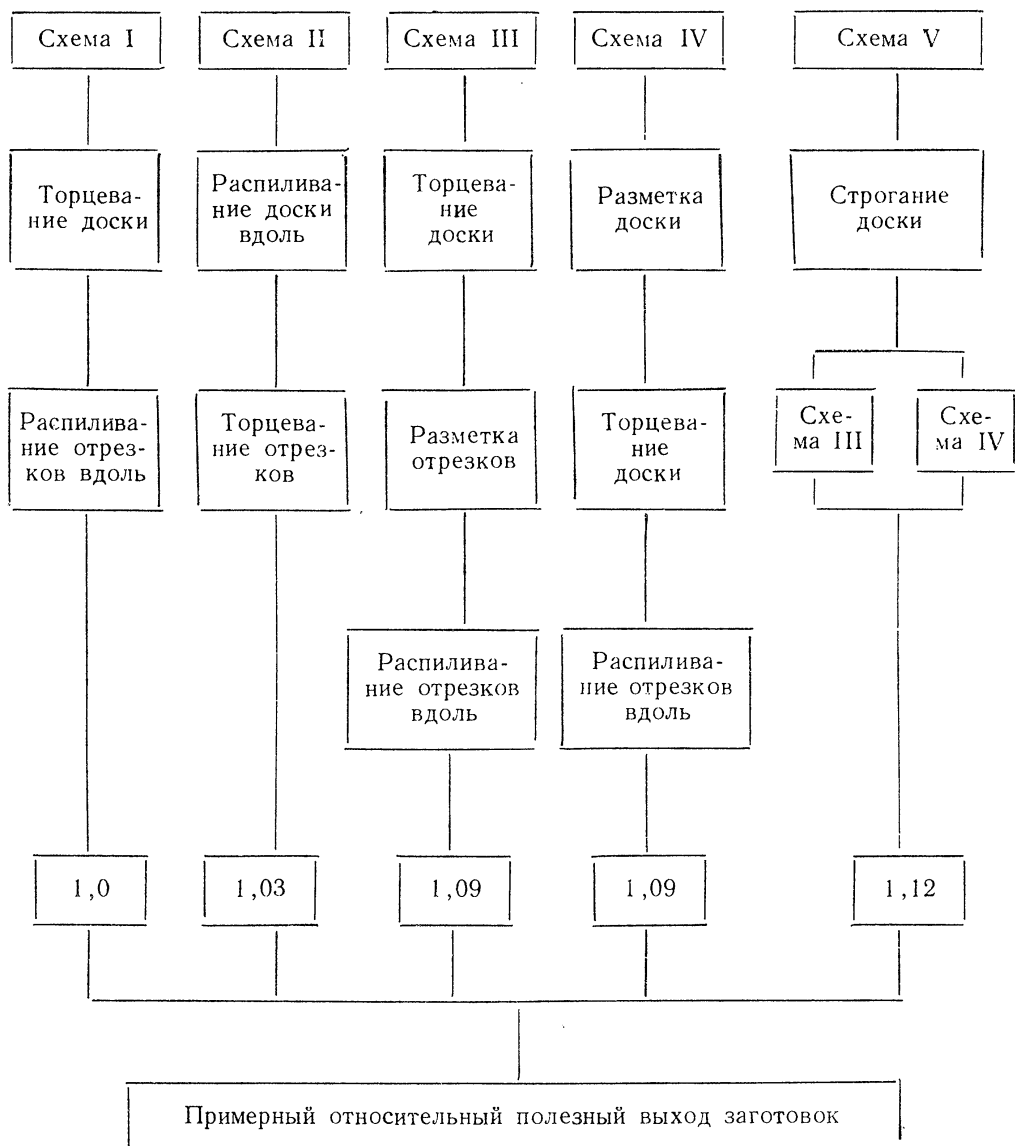 Схема I
Схема II
Схема III
Схема IV
Схема V
Торцева-
ние доски
Распилива-
ние доски
вдоль
Торцева-
ние
доски
Разметка
доски
Строгание
доски
Распилива-
ние отрез-
ков вдоль
Торцева-
ние отрез-
ков
Разметка
отрезков
Торцева-
ние
доски
Схе-
ма III
Схе-
ма IV
Распилива-
ние отрезков
вдоль
Распилива-
ние отрезков
вдоль
1,0
1,03
1,09
1,09
1,12
Примерный относительный полезный выход заготовок